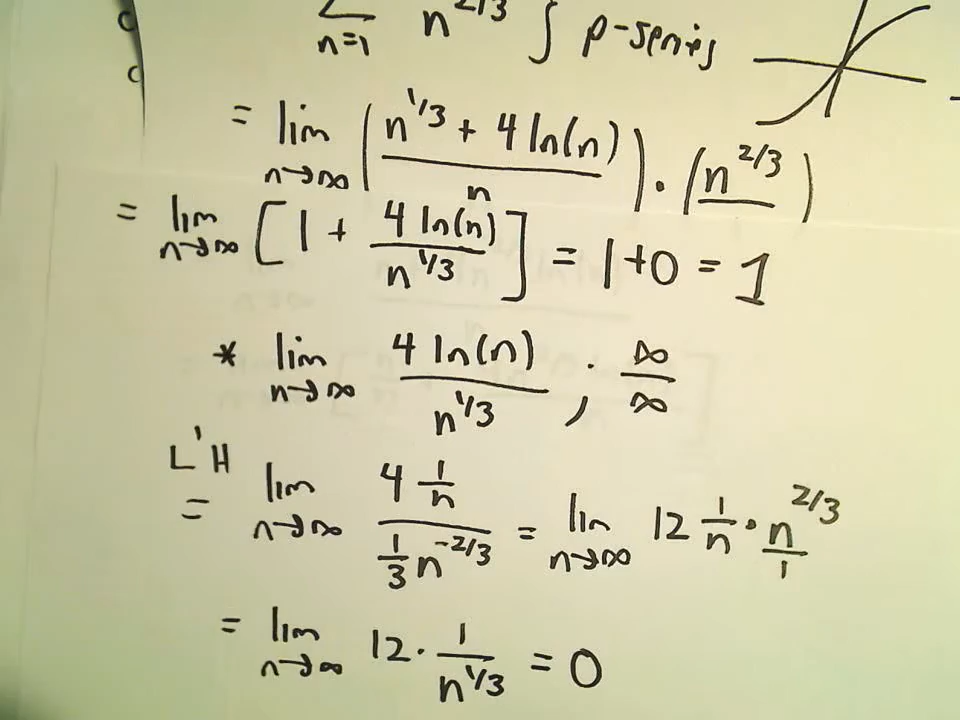 ∑ n=1 n^2/3 } p-series
= lim n→∞ ( (n^1/3 + 4 ln(n)) / n ) · ( n^2/3 )
= lim n→∞ [ 1 + 4 ln(n) / n^1/3 ] = 1+0 = 1
* lim n→∞ 4 ln(n) / n^1/3 ; ∞/∞
L'H = lim n→∞ (4 1/n) / (1/3 n^-2/3) = lim n→∞ 12 1/n · n^2/3 / 1
= lim n→∞ 12 · 1/n^1/3 = 0